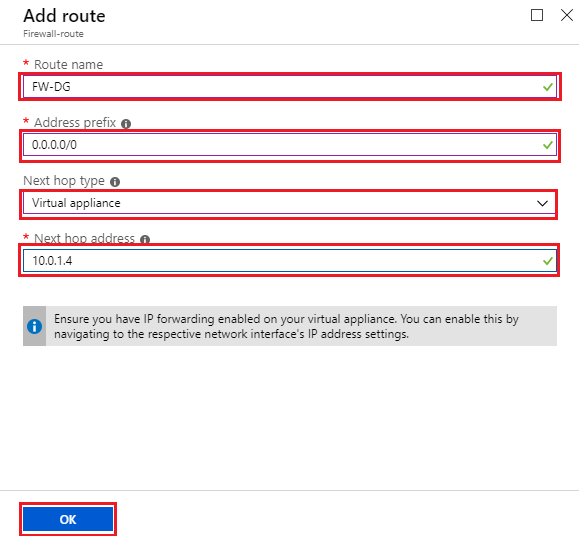 Add route
Firewall-route
* Route name
FW-DG
* Address prefix
0.0.0.0/0
Next hop type
Virtual appliance
* Next hop address
10.0.1.4
Ensure you have IP forwarding enabled on your virtual appliance. You can enable this by
navigating to the respective network interface's IP address settings.
OK